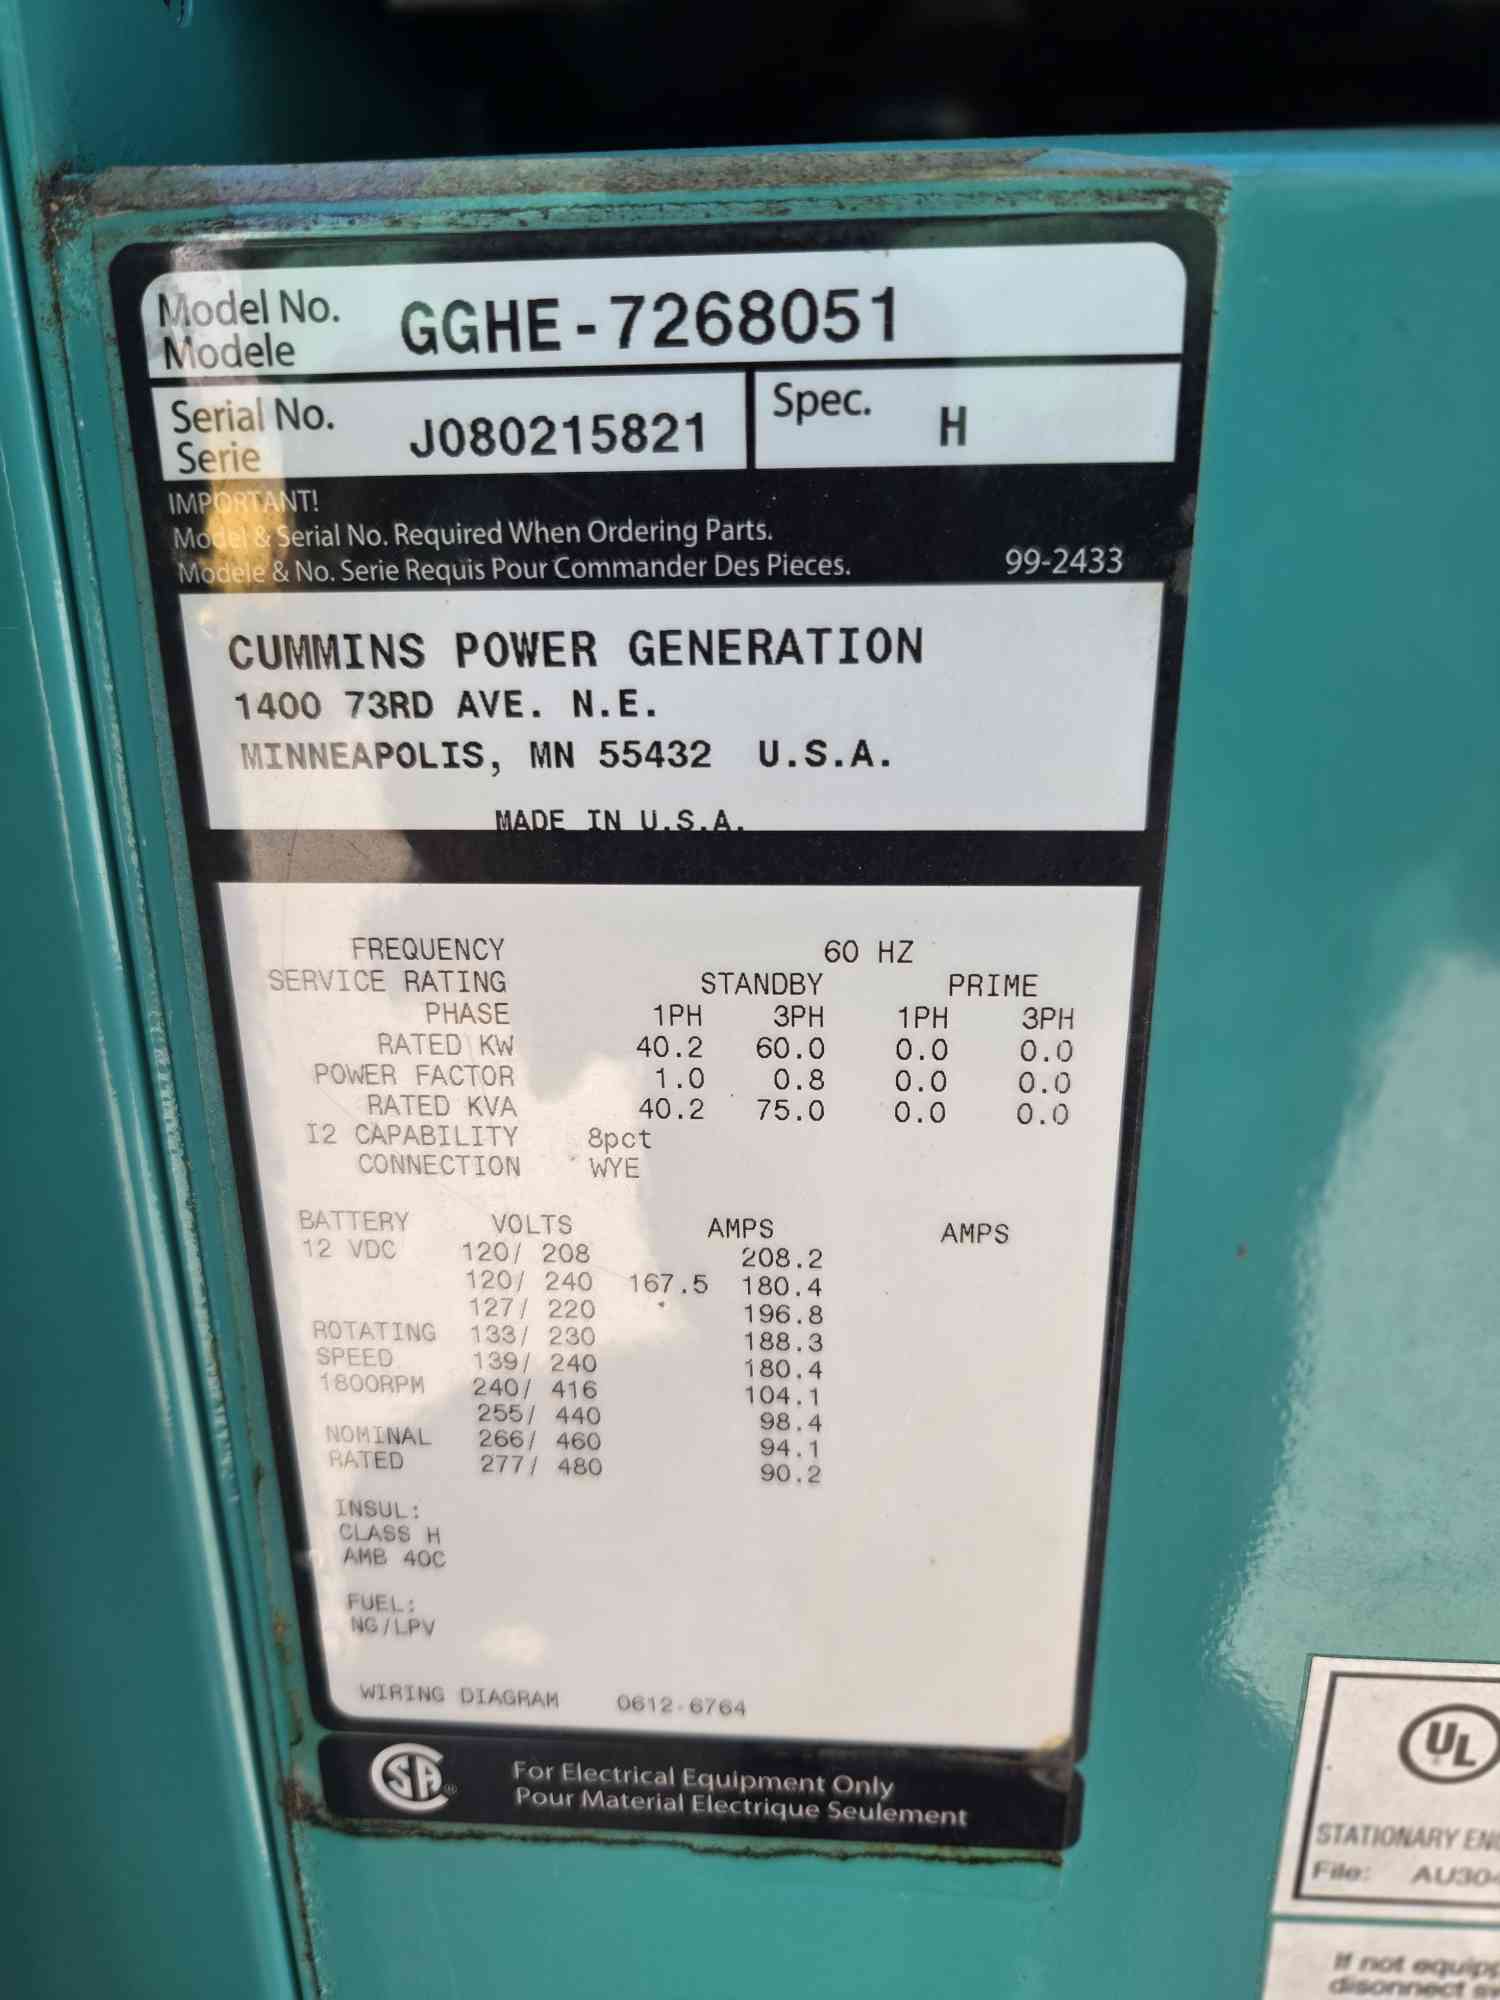 Model No. GGHE-7268051
Modele
Serial No. J080215821
Serie
Spec. H
IMPORTANT!
Model & Serial No. Required When Ordering Parts.
Modele & No. Serie Requis Pour Commander Des Pieces. 99-2433
CUMMINS POWER GENERATION
1400 73RD AVE. N.E.
MINNEAPOLIS, MN 55432 U.S.A.
MADE IN U.S.A.
FREQUENCY 60 HZ
SERVICE RATING STANDBY PRIME
PHASE 1PH 3PH 1PH 3PH
RATED KW 40.2 60.0 0.0 0.0
POWER FACTOR 1.0 0.8 0.0 0.0
RATED KVA 40.2 75.0 0.0 0.0
I2 CAPABILITY 8pct
CONNECTION WYE
BATTERY VOLTS AMPS AMPS
12 VDC 120/ 208 208.2
120/ 240 167.5 180.4
127/ 220 196.8
ROTATING 133/ 230 188.3
SPEED 139/ 240 180.4
1800RPM 240/ 416 104.1
255/ 440 98.4
NOMINAL 266/ 460 94.1
RATED 277/ 480 90.2
INSUL:
CLASS H
AMB 40C
FUEL:
NG/LPV
WIRING DIAGRAM 0612-6764
CSA ®
For Electrical Equipment Only
Pour Material Electrique Seulement
UL
STATIONARY
File:
If not